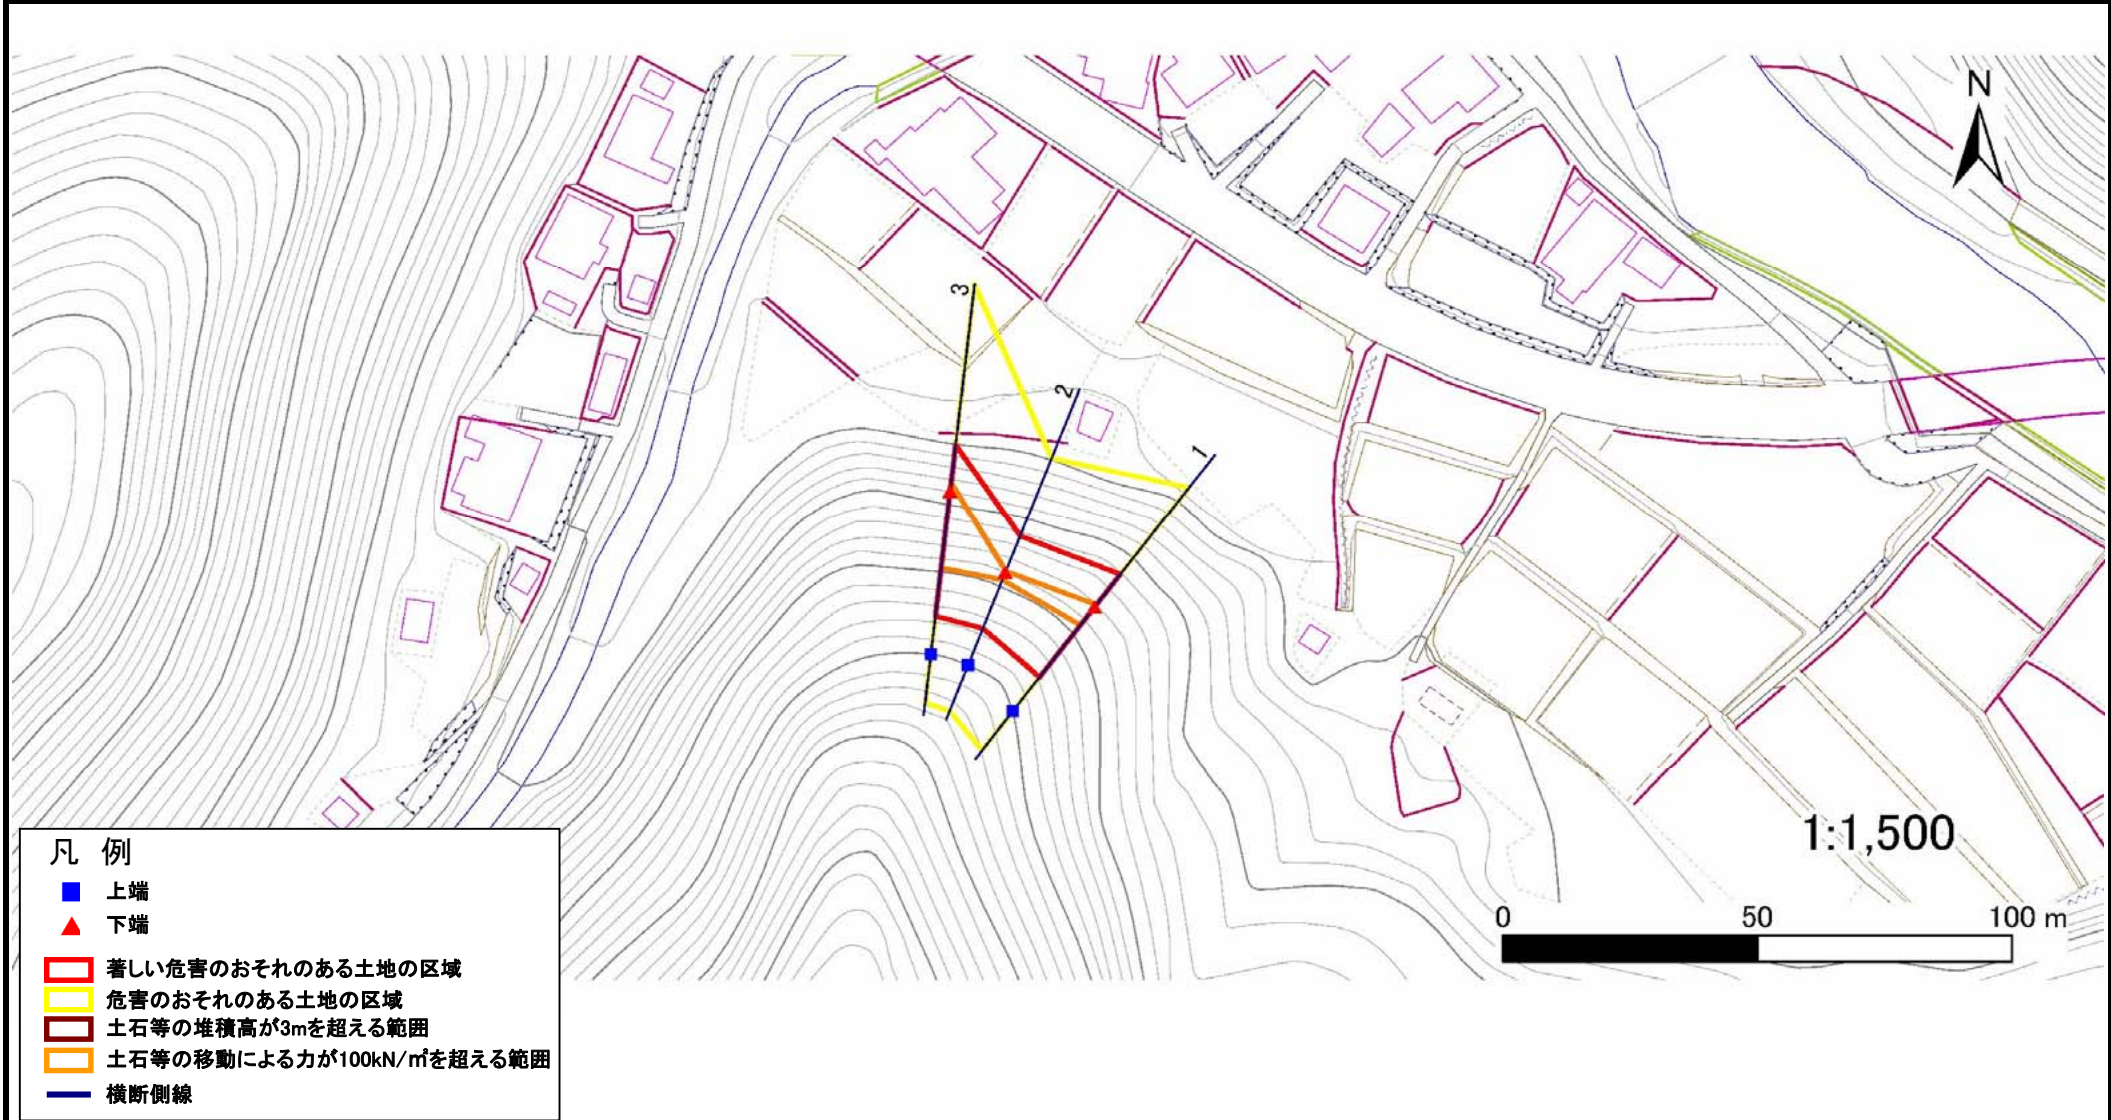 N
3
2
1
1:1,500
0 50 100 m
凡 例
上端
下端
著しい危害のおそれのある土地の区域
危害のおそれのある土地の区域
土石等の堆積高が3mを超える範囲
土石等の移動による力が100kN/㎡を超える範囲
横断側線